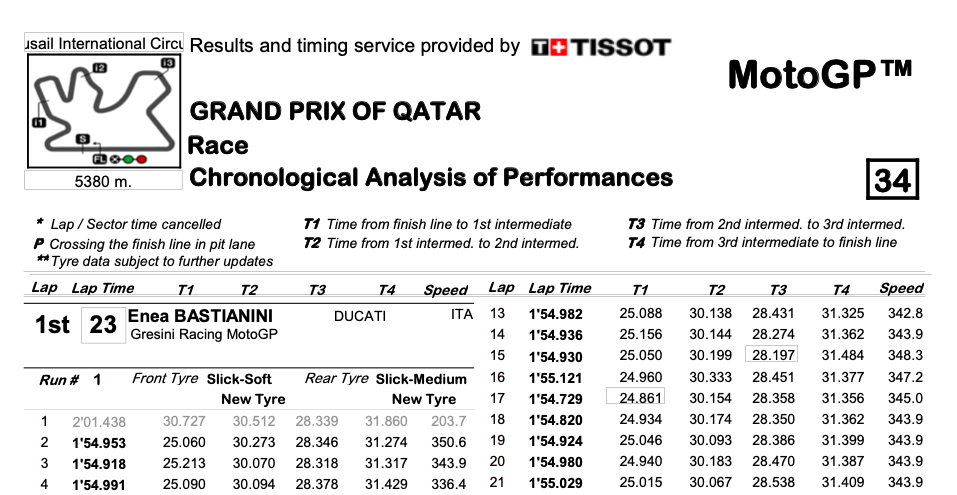 usail International Circu
Results and timing service provided by TISSOT
MotoGP™
I1
I2
I3
S
FL
5380 m.
GRAND PRIX OF QATAR
Race
Chronological Analysis of Performances
34
* Lap / Sector time cancelled
P Crossing the finish line in pit lane
** Tyre data subject to further updates
T1 Time from finish line to 1st intermediate
T2 Time from 1st intermed. to 2nd intermed.
T3 Time from 2nd intermed. to 3rd intermed.
T4 Time from 3rd intermediate to finish line
Lap Lap Time T1 T2 T3 T4 Speed
1st 23 Enea BASTIANINI DUCATI ITA
Gresini Racing MotoGP
Run # 1 Front Tyre Slick-Soft Rear Tyre Slick-Medium
New Tyre New Tyre
1 2'01.438 30.727 30.512 28.339 31.860 203.7
2 1'54.953 25.060 30.273 28.346 31.274 350.6
3 1'54.918 25.213 30.070 28.318 31.317 343.9
4 1'54.991 25.090 30.094 28.378 31.429 336.4
Lap Lap Time T1 T2 T3 T4 Speed
13 1'54.982 25.088 30.138 28.431 31.325 342.8
14 1'54.936 25.156 30.144 28.274 31.362 343.9
15 1'54.930 25.050 30.199 28.197 31.484 348.3
16 1'55.121 24.960 30.333 28.451 31.377 347.2
17 1'54.729 24.861 30.154 28.358 31.356 345.0
18 1'54.820 24.934 30.174 28.350 31.362 343.9
19 1'54.924 25.046 30.093 28.386 31.399 343.9
20 1'54.980 24.940 30.183 28.470 31.387 343.9
21 1'55.029 25.015 30.067 28.538 31.409 343.9